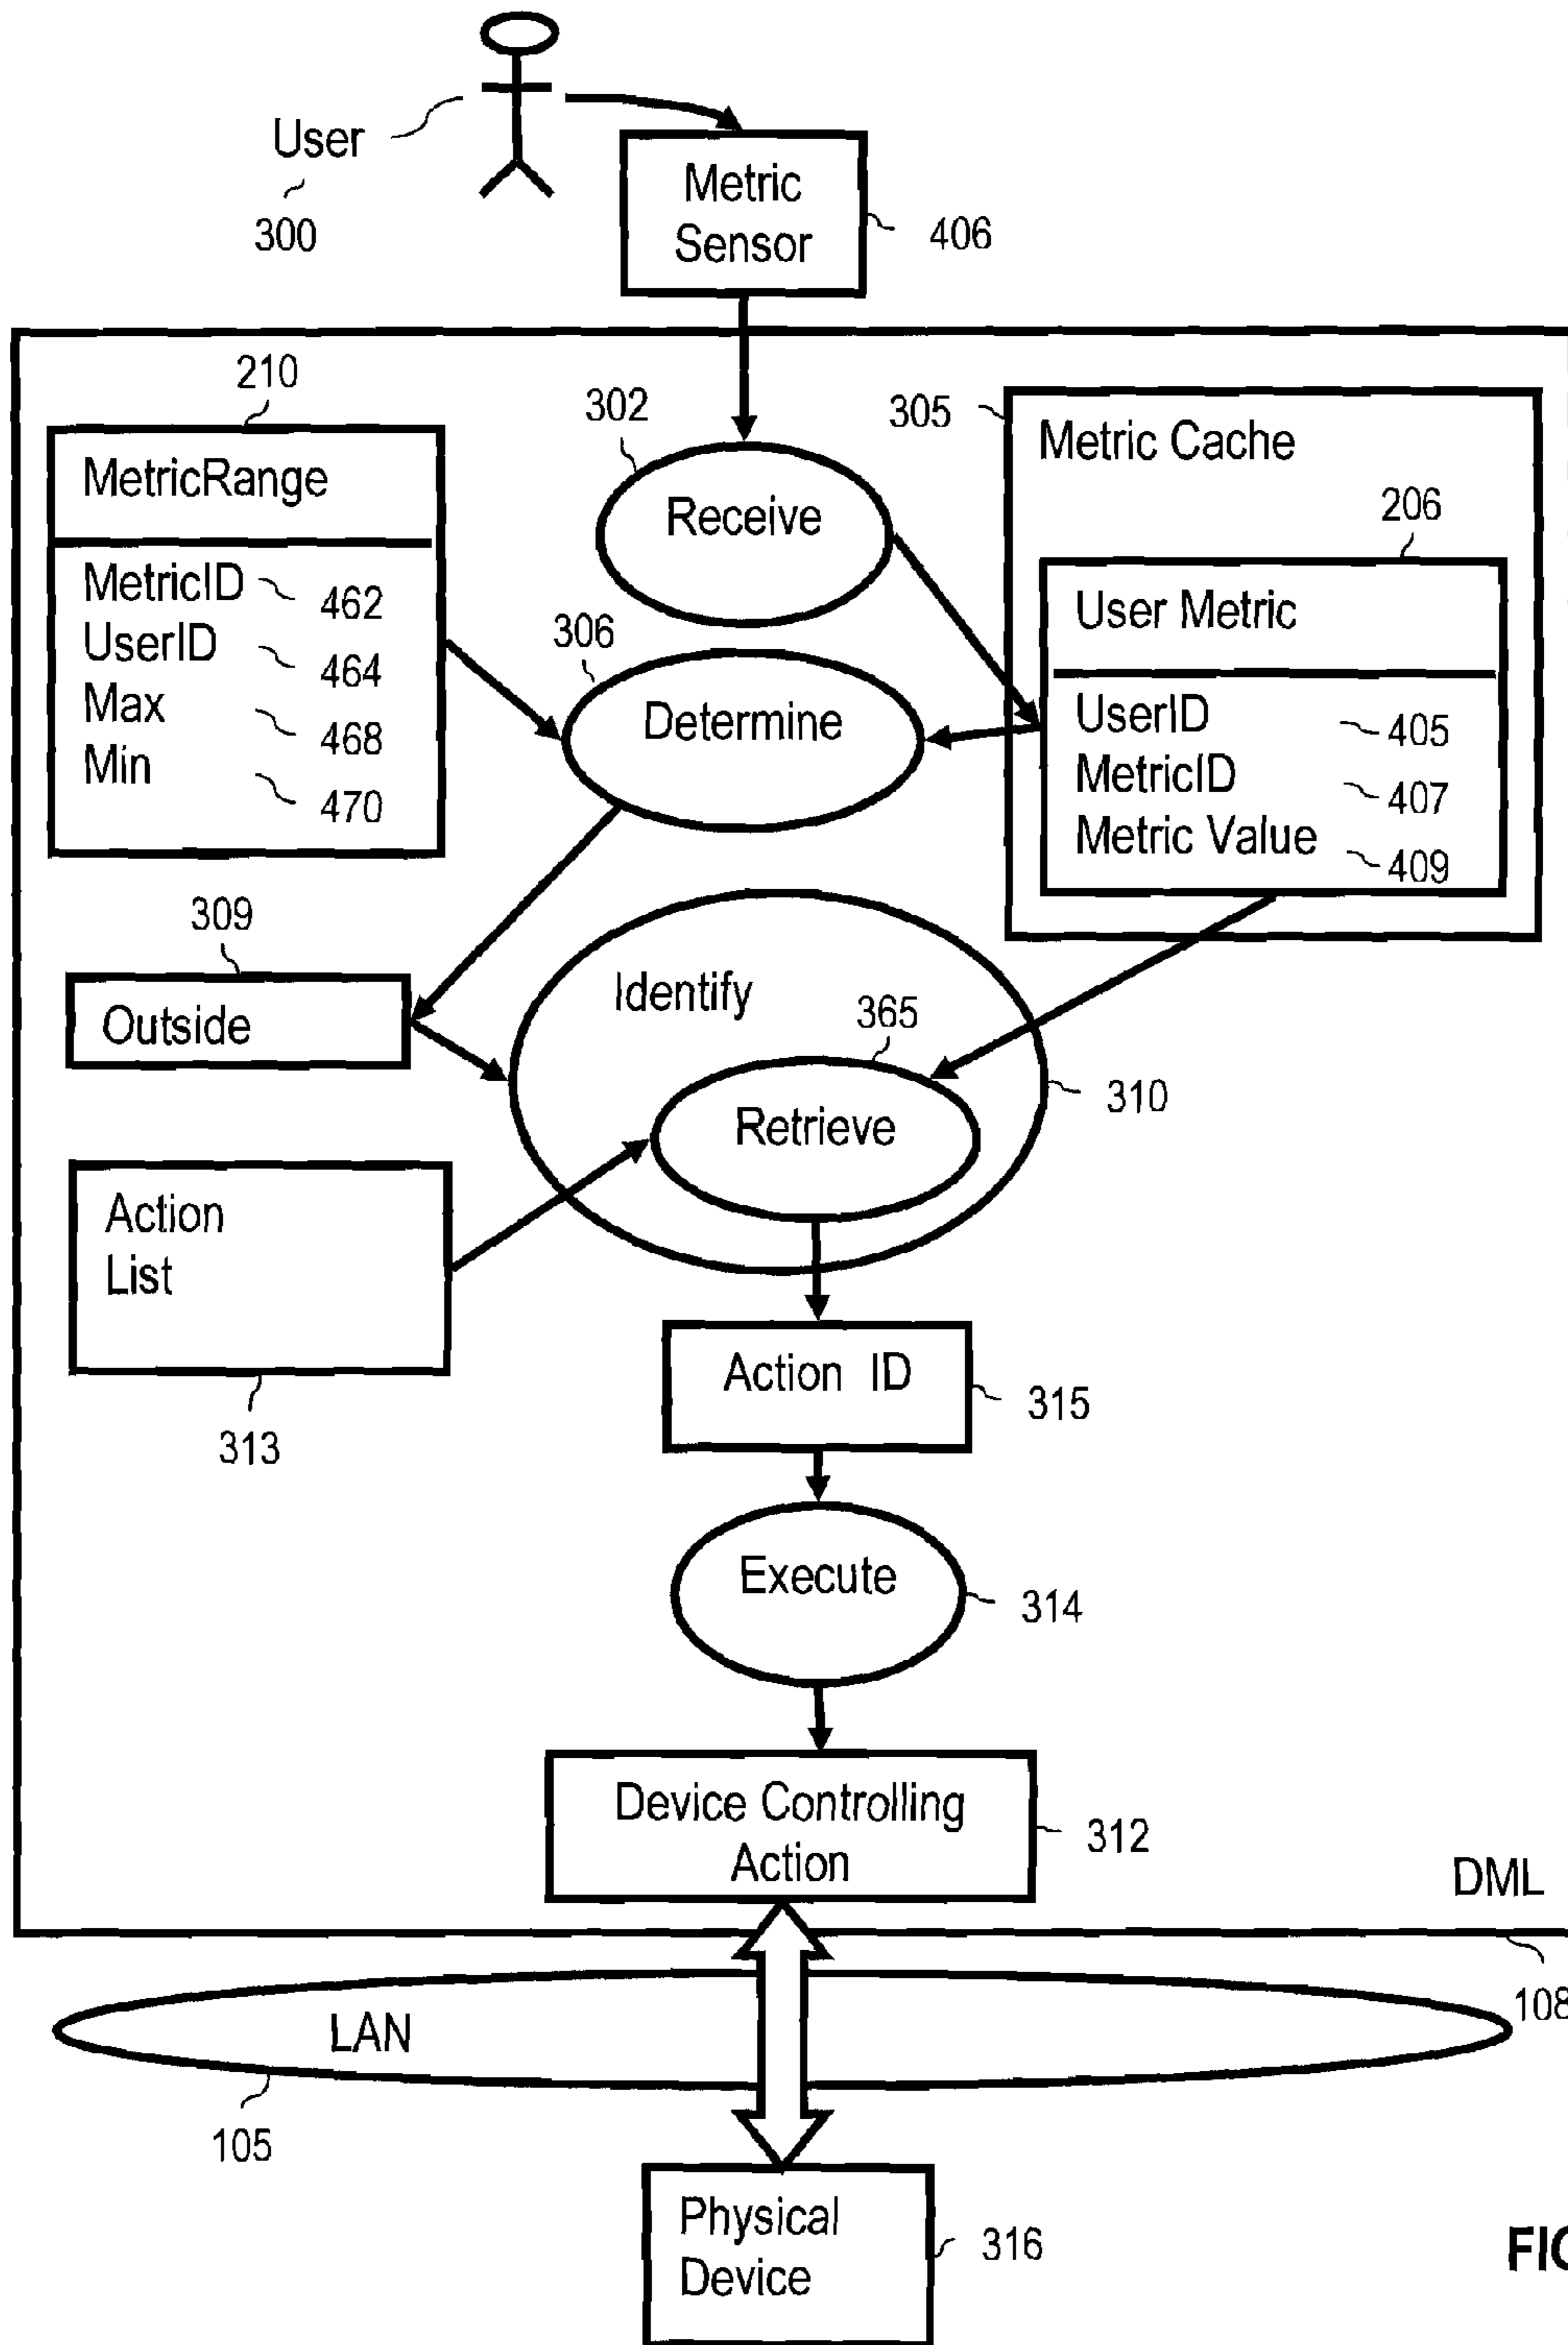 User
300
Metric
Sensor
406
210
MetricRange
MetricID
462
UserID
464
Max
468
Min
470
302
Receive
305
Metric Cache
206
User Metric
UserID
405
MetricID
407
Metric Value
409
306
Determine
309
Outside
Identify
365
Retrieve
310
Action
List
313
Action ID
315
Execute
314
Device Controlling
Action
312
DML
108
LAN
105
Physical
Device
316
FIG